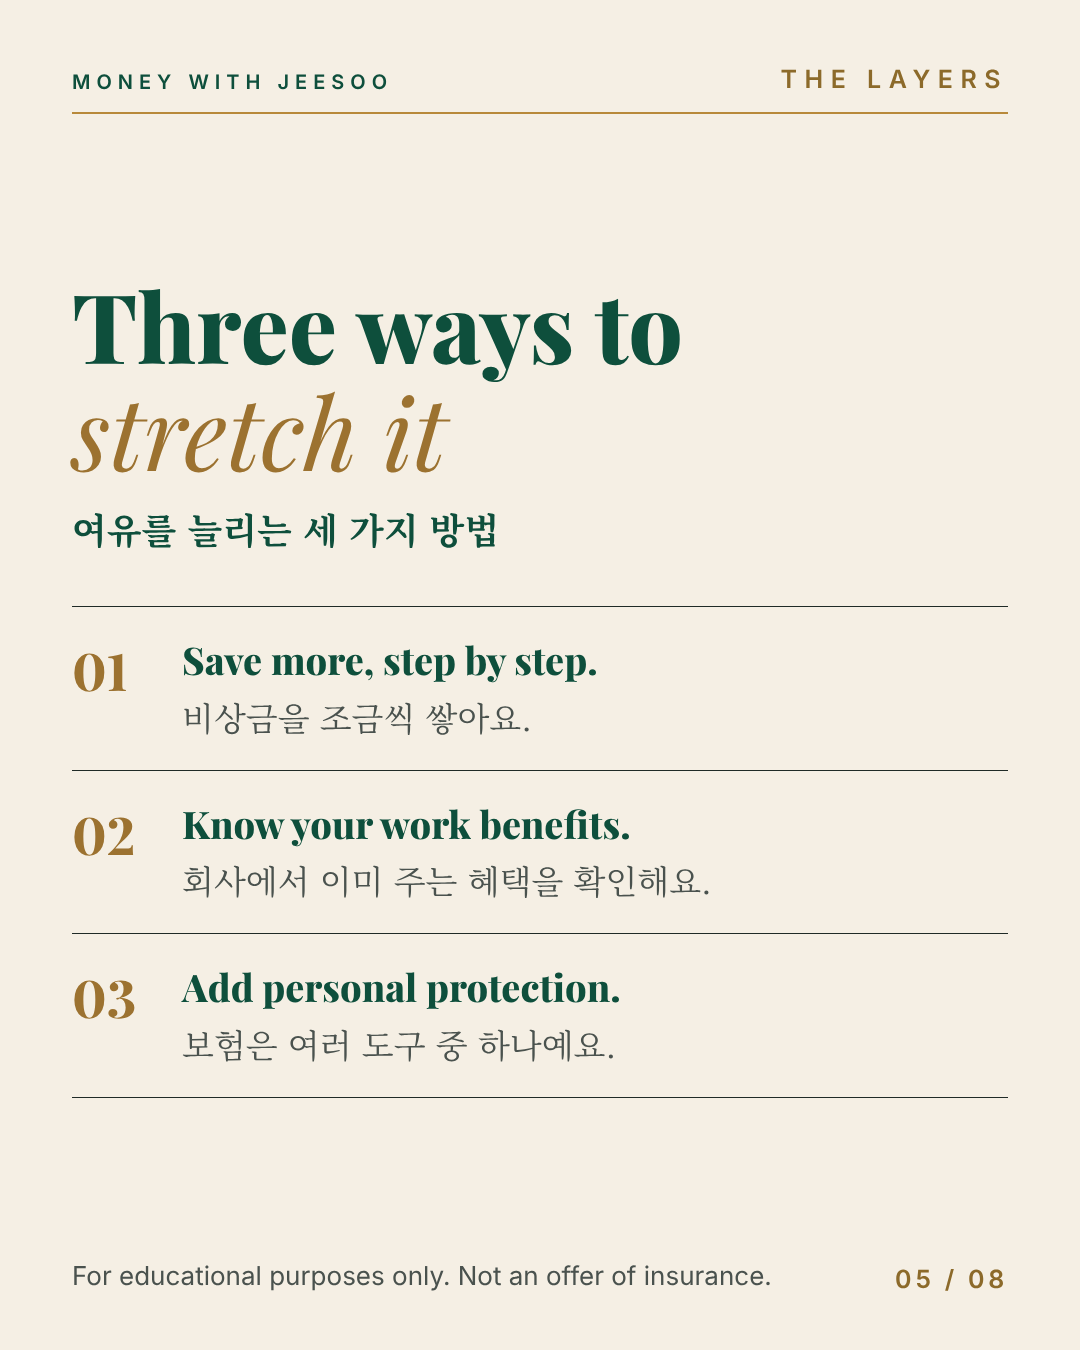 MONEY WITH JEESOO
THE LAYERS
Three ways to
stretch it
여유를 늘리는 세 가지 방법
01
Save more, step by step.
비상금을 조금씩 쌓아요.
02
Know your work benefits.
회사에서 이미 주는 혜택을 확인해요.
03
Add personal protection.
보험은 여러 도구 중 하나예요.
For educational purposes only. Not an offer of insurance.
05 / 08